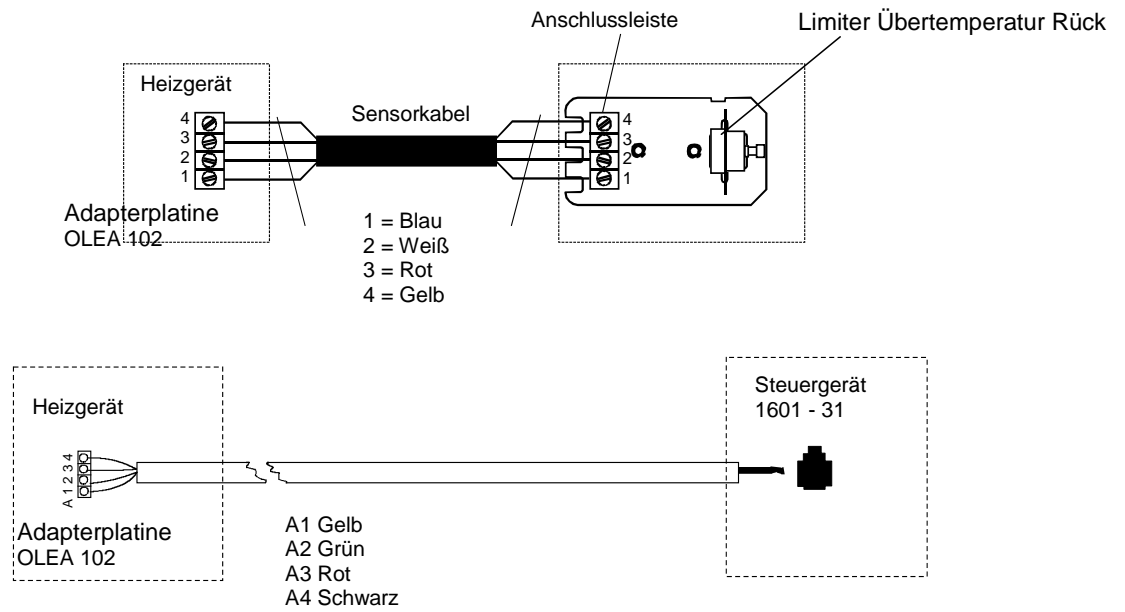 Anschlussleiste
Limiter Übertemperatur Rück
Heizgerät
Sensorkabel
4
3
2
1
4
3
2
1
Adapterplatine
OLEA 102
1 = Blau
2 = Weiß
3 = Rot
4 = Gelb
Heizgerät
Steuergerät
1601 - 31
A 1 2 3 4
Adapterplatine
OLEA 102
A1 Gelb
A2 Grün
A3 Rot
A4 Schwarz